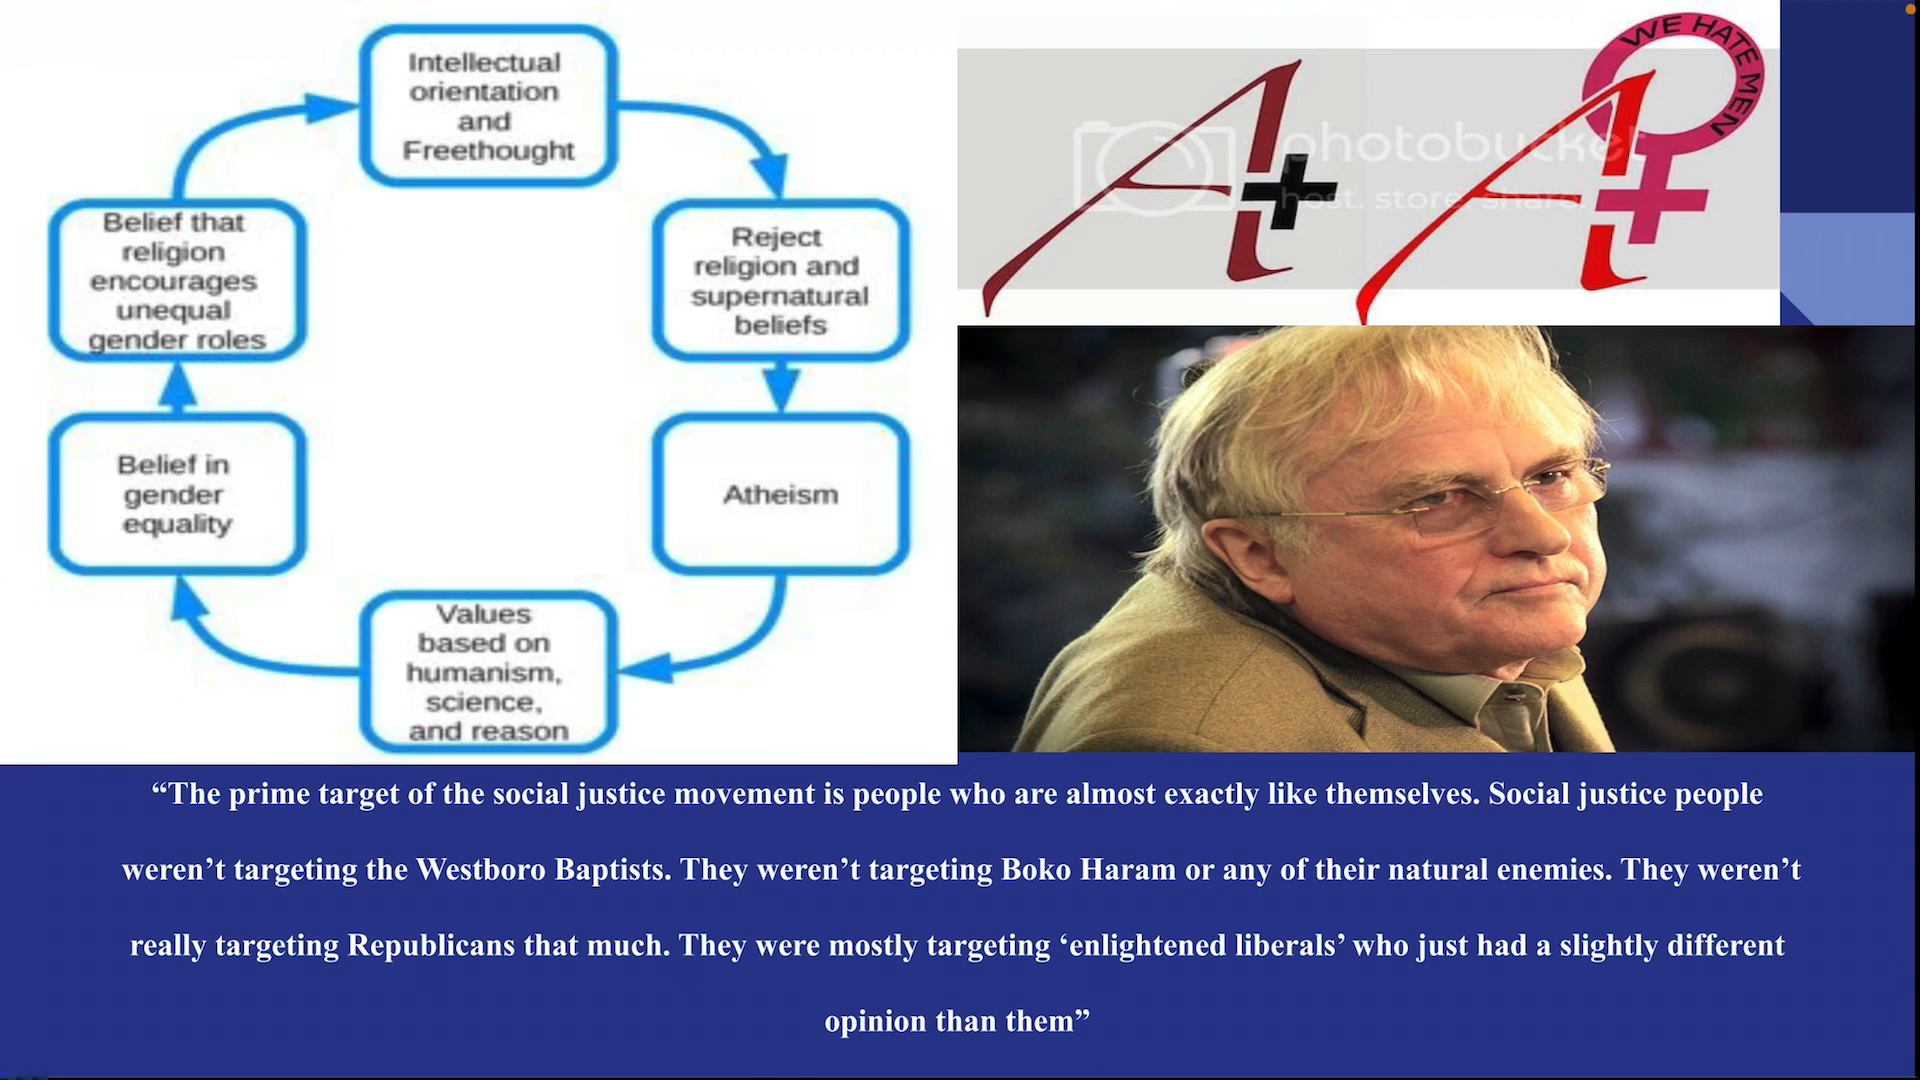 Intellectual
orientation
and
Freethought
Reject
religion and
supernatural
beliefs
Atheism
Values
based on
humanism,
science,
and reason
Belief in
gender
equality
Belief that
religion
encourages
unequal
gender roles
A+
A
WE HATE MEN
photobucket
host. store. share.
“The prime target of the social justice movement is people who are almost exactly like themselves. Social justice people
weren’t targeting the Westboro Baptists. They weren’t targeting Boko Haram or any of their natural enemies. They weren’t
really targeting Republicans that much. They were mostly targeting ‘enlightened liberals’ who just had a slightly different
opinion than them”